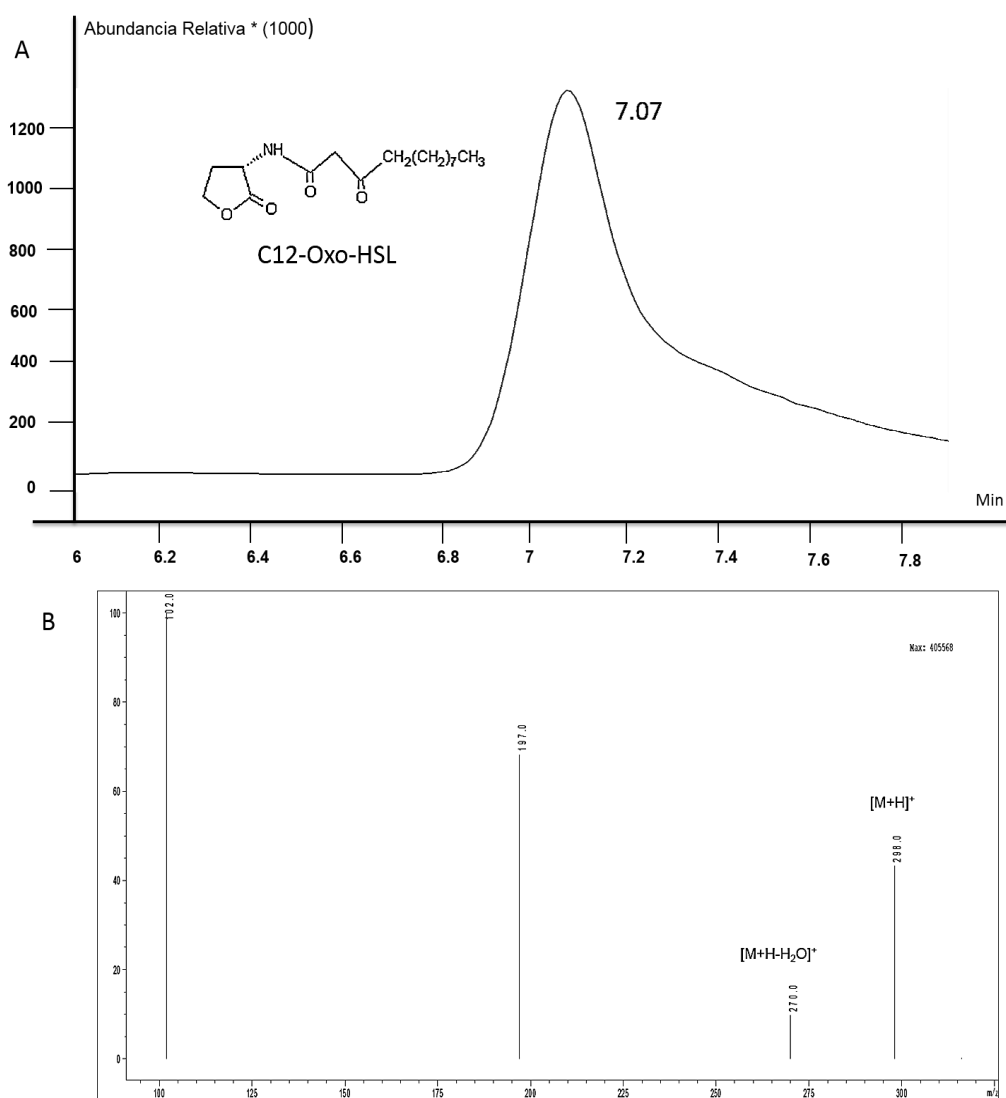 Abundancia Relativa * (1000)
A
7.07
1200
1000
800
600
400
200
0
NH
CH₂(CH₂)₇CH₃
O
O
O
O
C12-Oxo-HSL
Min
6 6.2 6.4 6.6 6.8 7 7.2 7.4 7.6 7.8
B
100
80
60
40
20
0
102.0
197.0
Max: 405568
[M+H]⁺
298.0
[M+H-H₂O]⁺
270.0
100 125 150 175 200 225 250 275 300 m/z